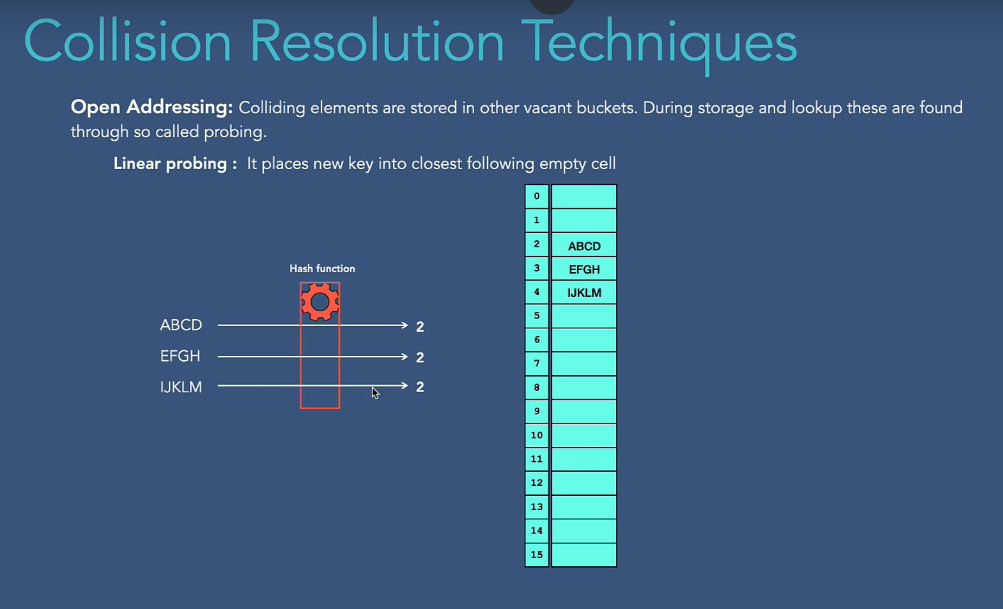 Collision Resolution Techniques
Open Addressing: Colliding elements are stored in other vacant buckets. During storage and lookup these are found
through so called probing.
Linear probing : It places new key into closest following empty cell
Hash function
ABCD 2
EFGH 2
IJKLM 2
0
1
2 ABCD
3 EFGH
4 IJKLM
5
6
7
8
9
10
11
12
13
14
15